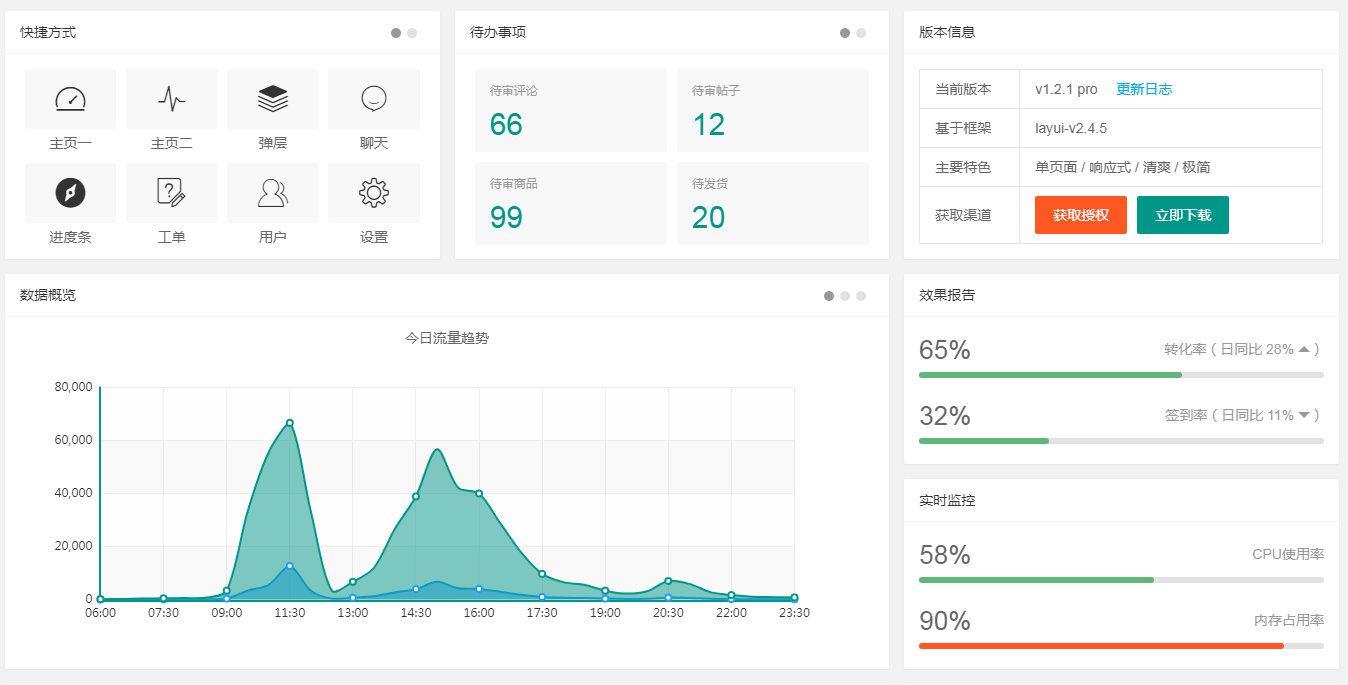 快捷方式
主页一 主页二 弹层 聊天
进度条 工单 用户 设置
待办事项
待审评论 待审帖子
66 12
待审商品 待发货
99 20
版本信息
当前版本 v1.2.1 pro 更新日志
基于框架 layui-v2.4.5
主要特色 单页面 / 响应式 / 清爽 / 极简
获取渠道 获取授权 立即下载
数据概览
今日流量趋势
80,000
60,000
40,000
20,000
0
06:00 07:30 09:00 11:30 13:00 14:30 16:00 17:30 19:00 20:30 22:00 23:30
效果报告
65% 转化率（日同比 28% ）
32% 签到率（日同比 11% ）
实时监控
58% CPU使用率
90% 内存占用率